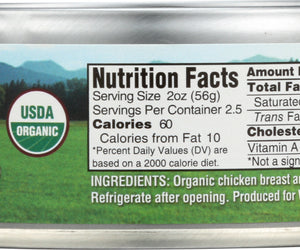 USDA
ORGANIC
Nutrition Facts
Serving Size 2oz (56g)
Servings Per Container 2.5
Calories 60
Calories from Fat 10
*Percent Daily Values (DV) are
based on a 2000 calorie diet.
Amount
Total Fa
Saturated
Trans Fa
Cholest
Vitamin A
*Not a sign
INGREDIENTS: Organic chicken breast a
Refrigerate after opening. Produced for